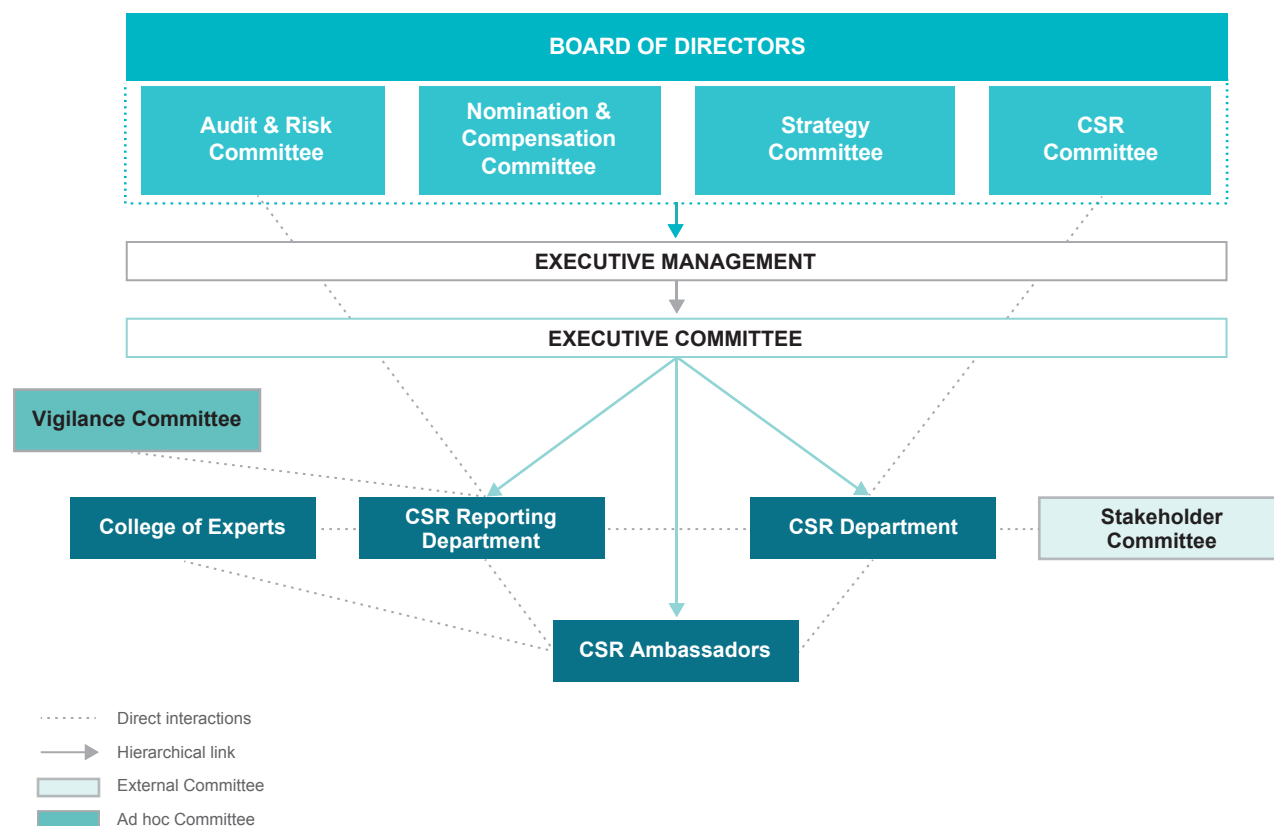 BOARD OF DIRECTORS
Audit & Risk
Committee
Nomination &
Compensation
Committee
Strategy
Committee
CSR
Committee
EXECUTIVE MANAGEMENT
EXECUTIVE COMMITTEE
Vigilance Committee
College of Experts
CSR Reporting
Department
CSR Department
Stakeholder
Committee
CSR Ambassadors
Direct interactions
Hierarchical link
External Committee
Ad hoc Committee